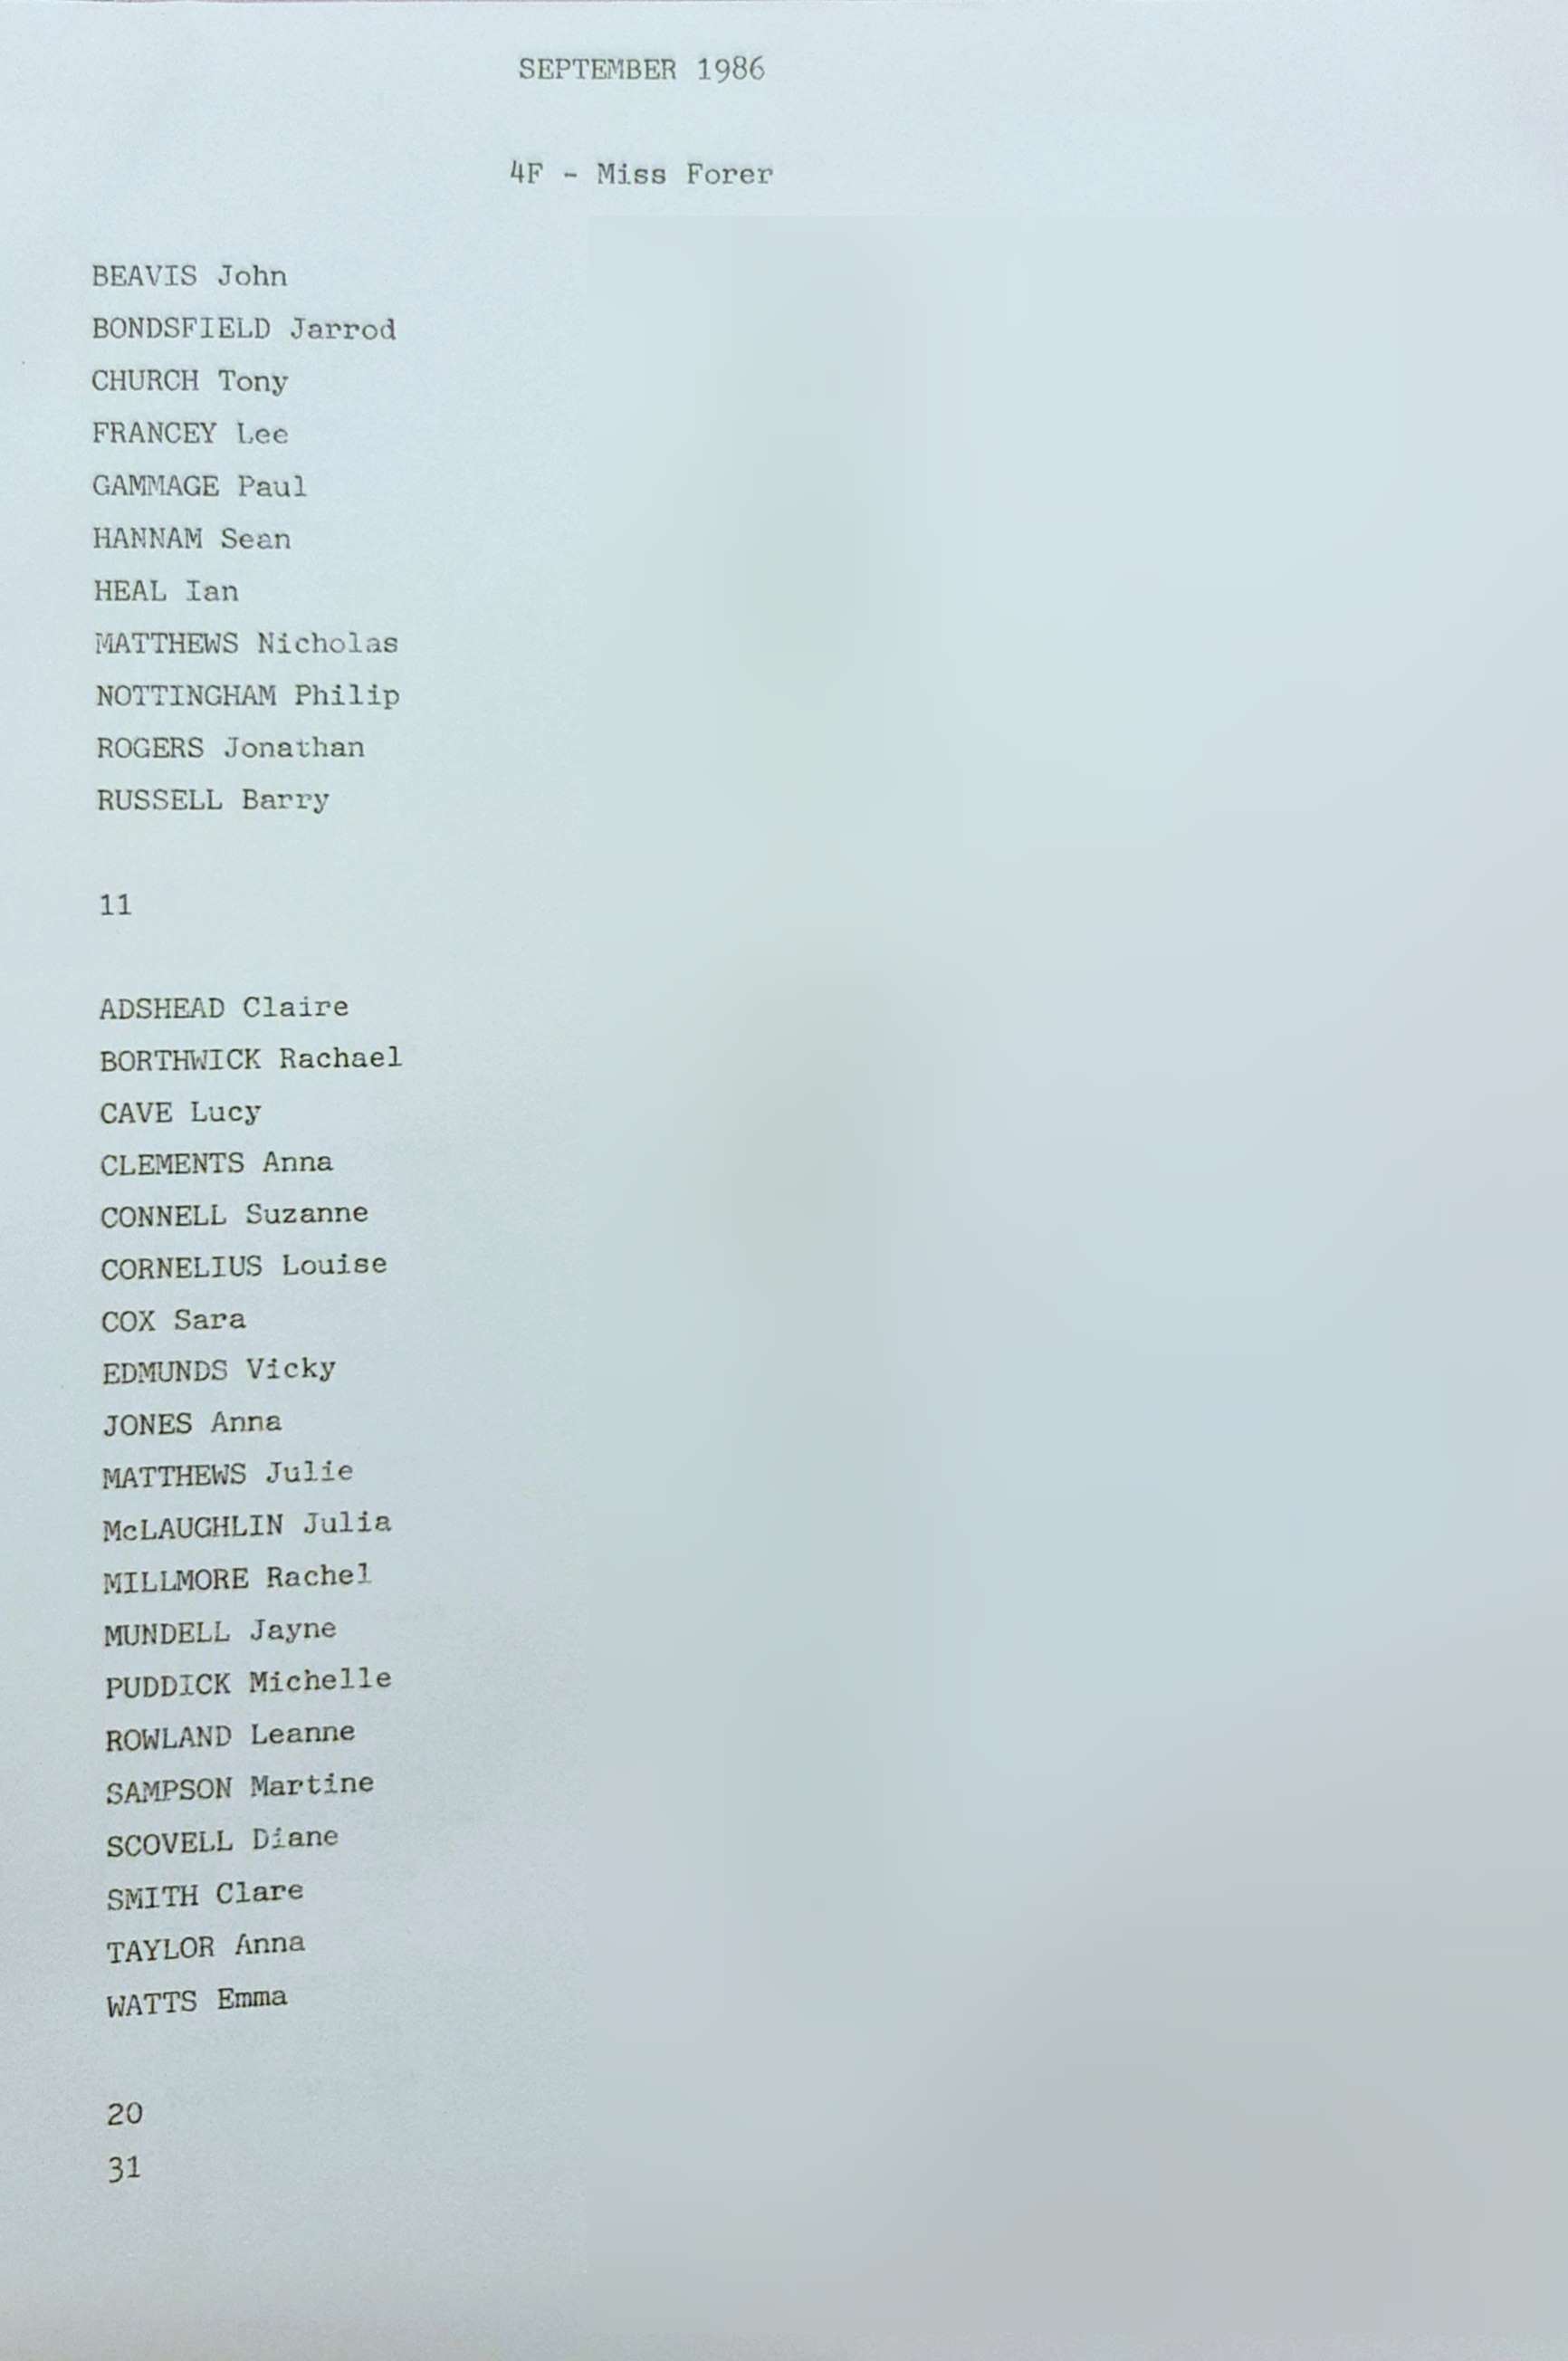 SEPTEMBER 1986
4F - Miss Forer
BEAVIS John
BONDSFIELD Jarrod
CHURCH Tony
FRANCEY Lee
GAMMAGE Paul
HANNAM Sean
HEAL Ian
MATTHEWS Nicholas
NOTTINGHAM Philip
ROGERS Jonathan
RUSSELL Barry
11
ADSHEAD Claire
BORTHWICK Rachael
CAVE Lucy
CLEMENTS Anna
CONNELL Suzanne
CORNELIUS Louise
COX Sara
EDMUNDS Vicky
JONES Anna
MATTHEWS Julie
McLAUGHLIN Julia
MILLMORE Rachel
MUNDELL Jayne
PUDDICK Michelle
ROWLAND Leanne
SAMPSON Martine
SCOVELL Diane
SMITH Clare
TAYLOR Anna
WATTS Emma
20
31